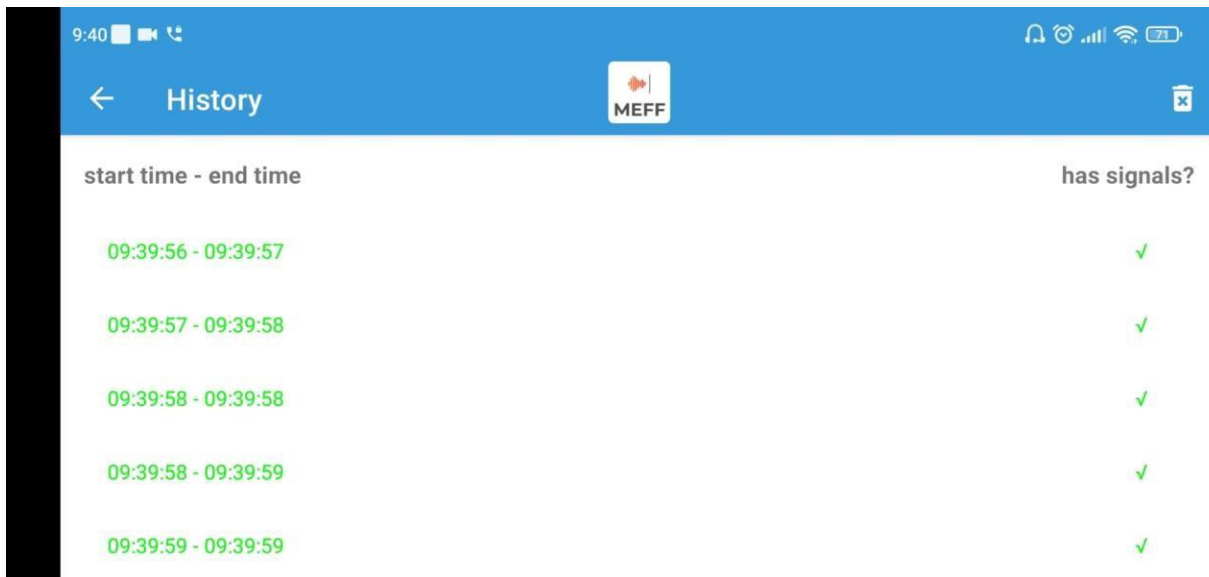 9:40 71
History
MEFF
start time - end time has signals?
09:39:56 - 09:39:57 √
09:39:57 - 09:39:58 √
09:39:58 - 09:39:58 √
09:39:58 - 09:39:59 √
09:39:59 - 09:39:59 √